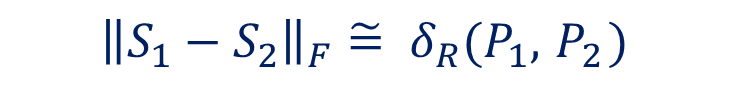 ‖S₁ − S₂‖_F ≅ δ_R(P₁, P₂)